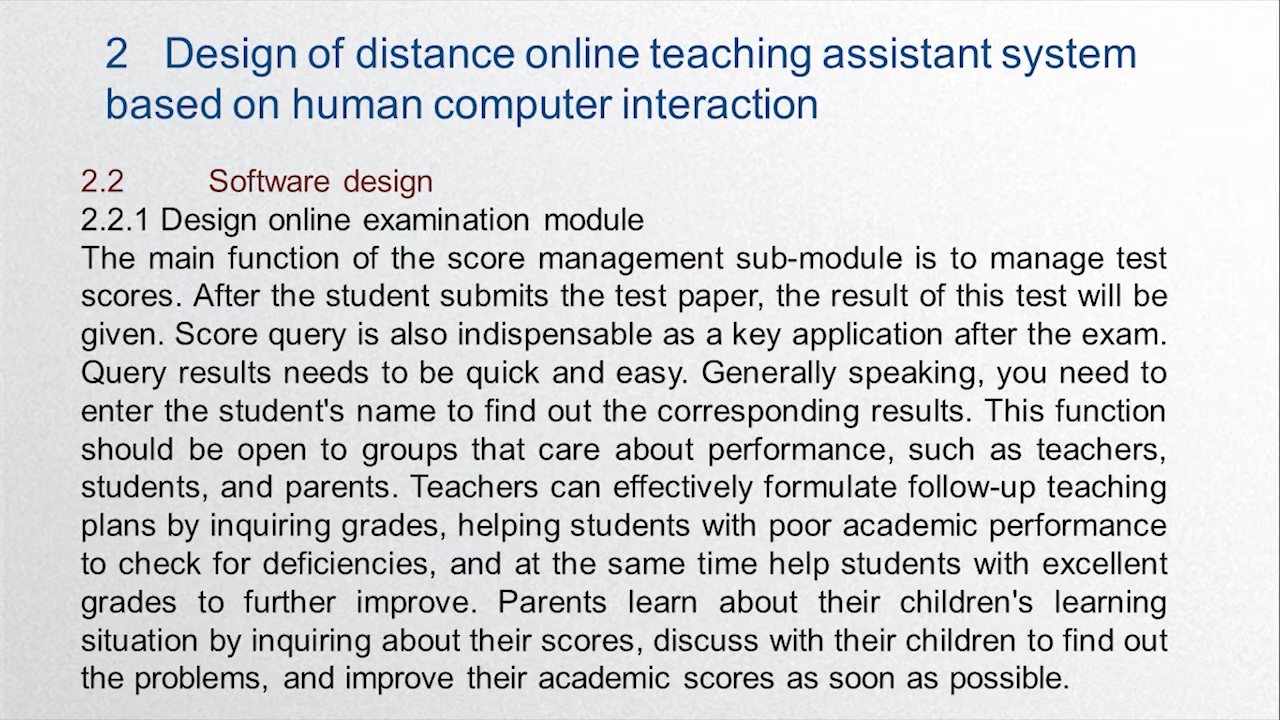 2 Design of distance online teaching assistant system
based on human computer interaction
2.2 Software design
2.2.1 Design online examination module
The main function of the score management sub-module is to manage test
scores. After the student submits the test paper, the result of this test will be
given. Score query is also indispensable as a key application after the exam.
Query results needs to be quick and easy. Generally speaking, you need to
enter the student's name to find out the corresponding results. This function
should be open to groups that care about performance, such as teachers,
students, and parents. Teachers can effectively formulate follow-up teaching
plans by inquiring grades, helping students with poor academic performance
to check for deficiencies, and at the same time help students with excellent
grades to further improve. Parents learn about their children's learning
situation by inquiring about their scores, discuss with their children to find out
the problems, and improve their academic scores as soon as possible.